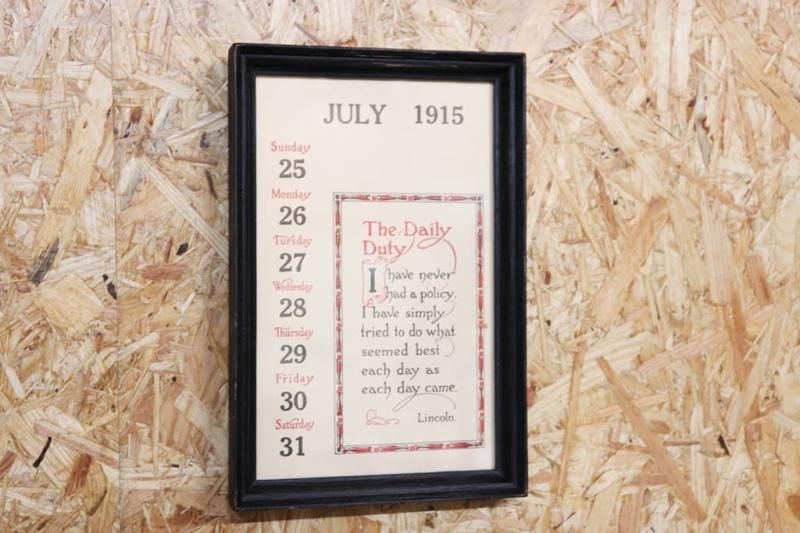 JULY 1915
Sunday
25
Monday
26
Tuesday
27
Wednesday
28
Thursday
29
Friday
30
Saturday
31
The Daily
Duty
I have never
had a policy.
I have simply
tried to do what
seemed best
each day as
each day came.
Lincoln.